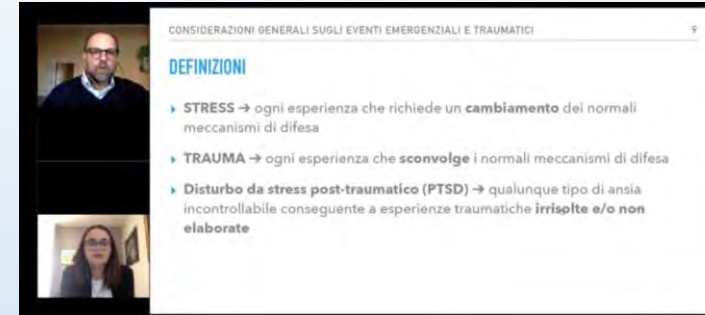 CONSIDERAZIONI GENERALI SUGLI EVENTI EMERGENZIALI E TRAUMATICI 9
DEFINIZIONI
▸ STRESS → ogni esperienza che richiede un cambiamento dei normali
meccanismi di difesa
▸ TRAUMA → ogni esperienza che sconvolge i normali meccanismi di difesa
▸ Disturbo da stress post-traumatico (PTSD) → qualunque tipo di ansia
incontrollabile conseguente a esperienze traumatiche irrisolte e/o non
elaborate